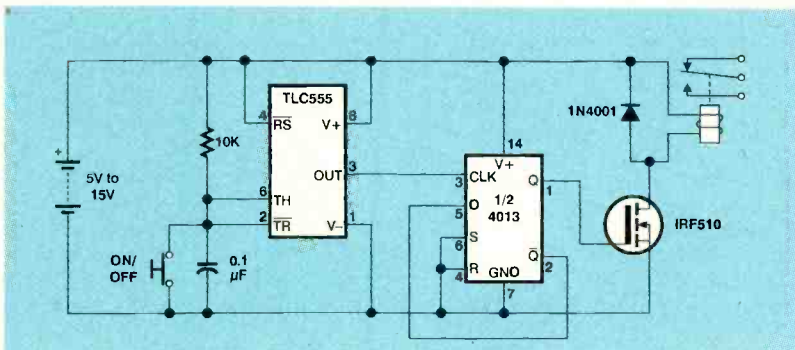 TLC555
4
RS
V+
8
10K
1N4001
+
5V to
15V
OUT
3
6
TH
2
TR
V–
1
ON/
OFF
0.1
µF
14
V+
3
CLK
Q
1
1/2
4013
O
5
S
6
R
4
Q
2
GNO
7
IRF510